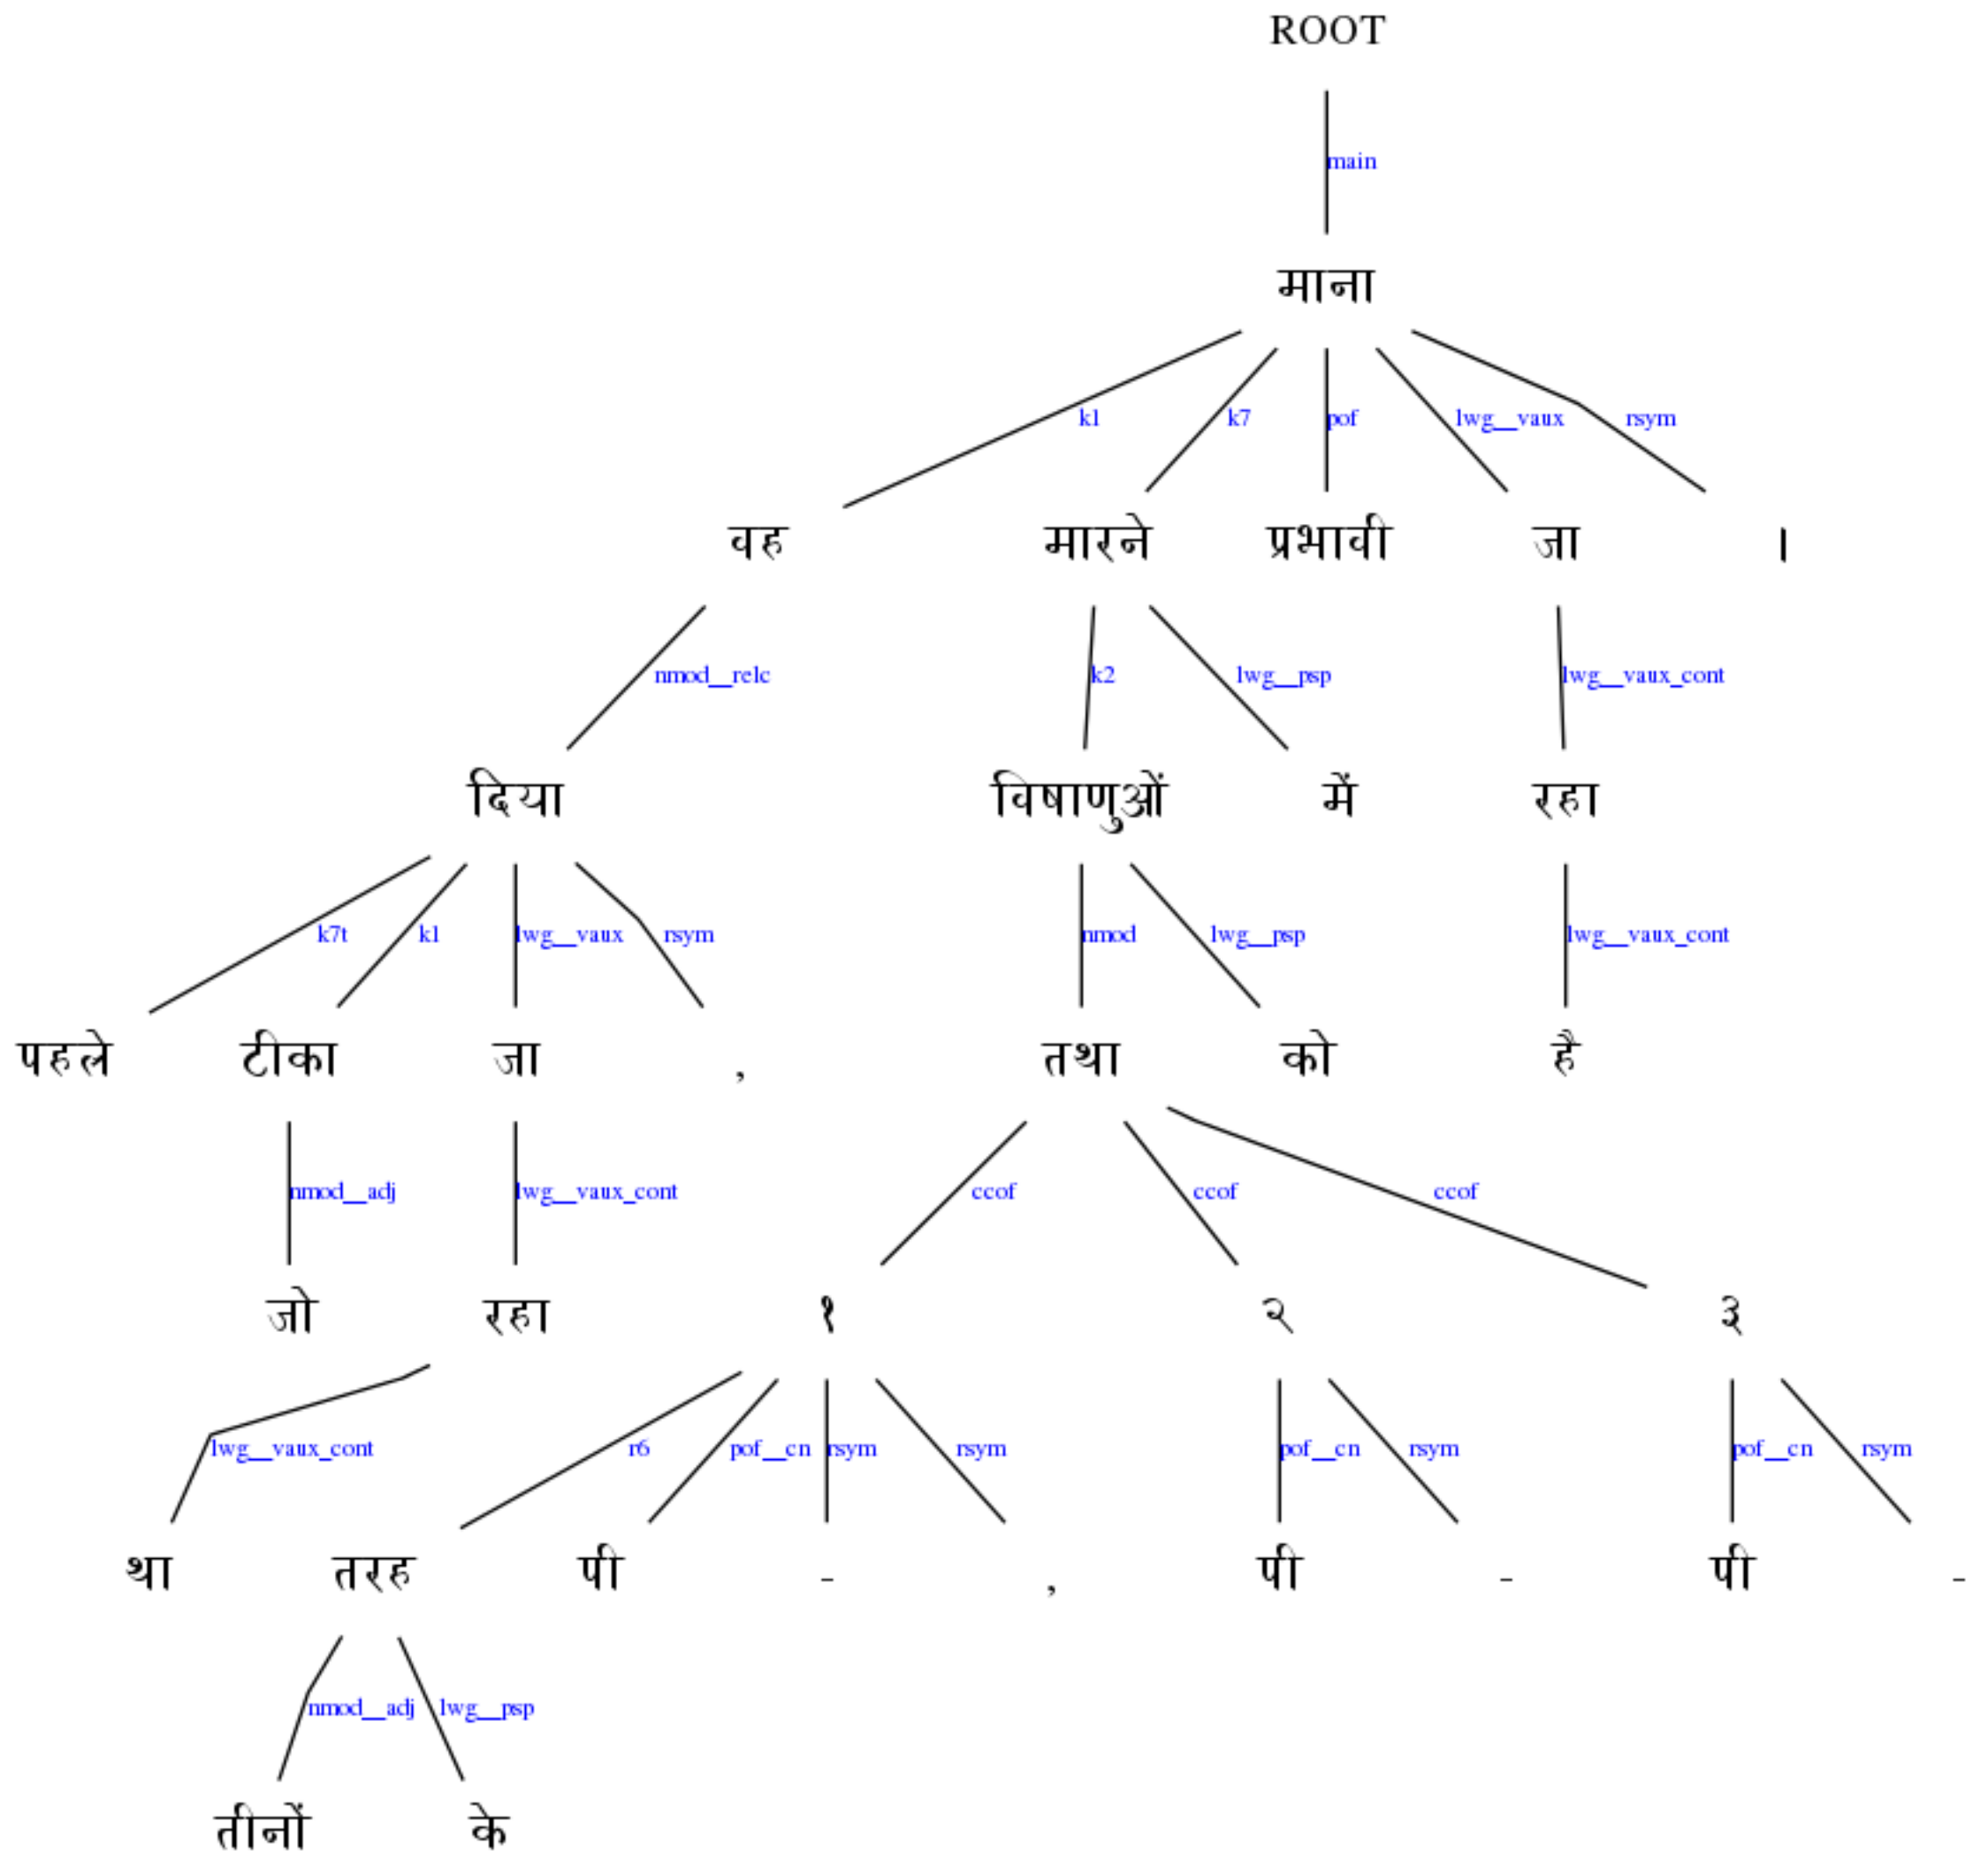 ROOT
main
माना
k1 k7 pof lwg__vaux rsym
वह मारने प्रभावी जा ।
nmod__relc k2 lwg__psp lwg__vaux_cont
दिया विषाणुओं में रहा
k7t k1 lwg__vaux rsym nmod lwg__psp lwg__vaux_cont
पहले टीका जा , तथा को है
nmod__adj lwg__vaux_cont ccof ccof ccof
जो रहा १ २ ३
lwg__vaux_cont r6 pof__cn rsym rsym pof__cn rsym pof__cn rsym
था तरह पी - , पी - पी -
nmod__adj lwg__psp
तीनों के